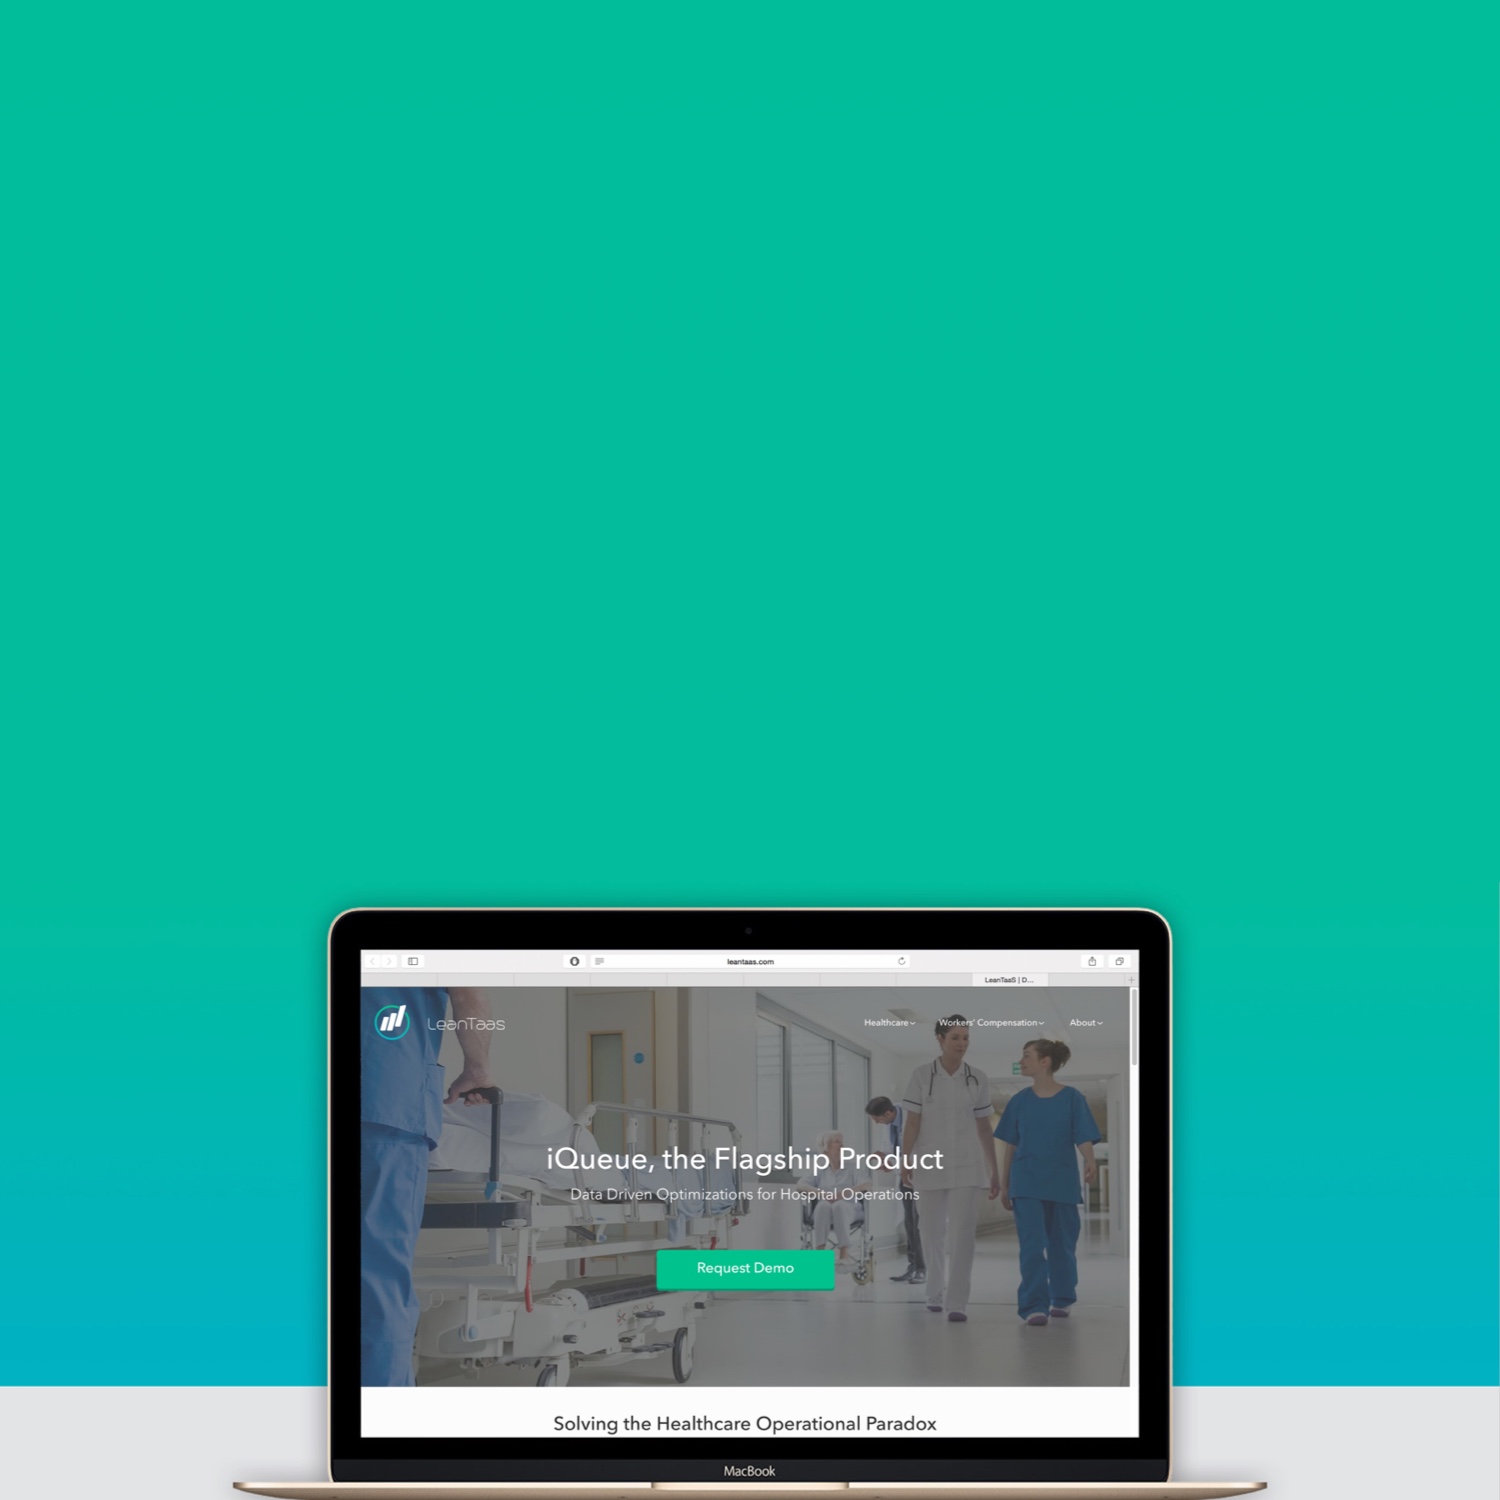 leantaas.com
LeanTaaS | D...
LeanTaas
Healthcare
Workers' Compensation
About
iQueue, the Flagship Product
Data Driven Optimizations for Hospital Operations
Request Demo
Solving the Healthcare Operational Paradox
MacBook